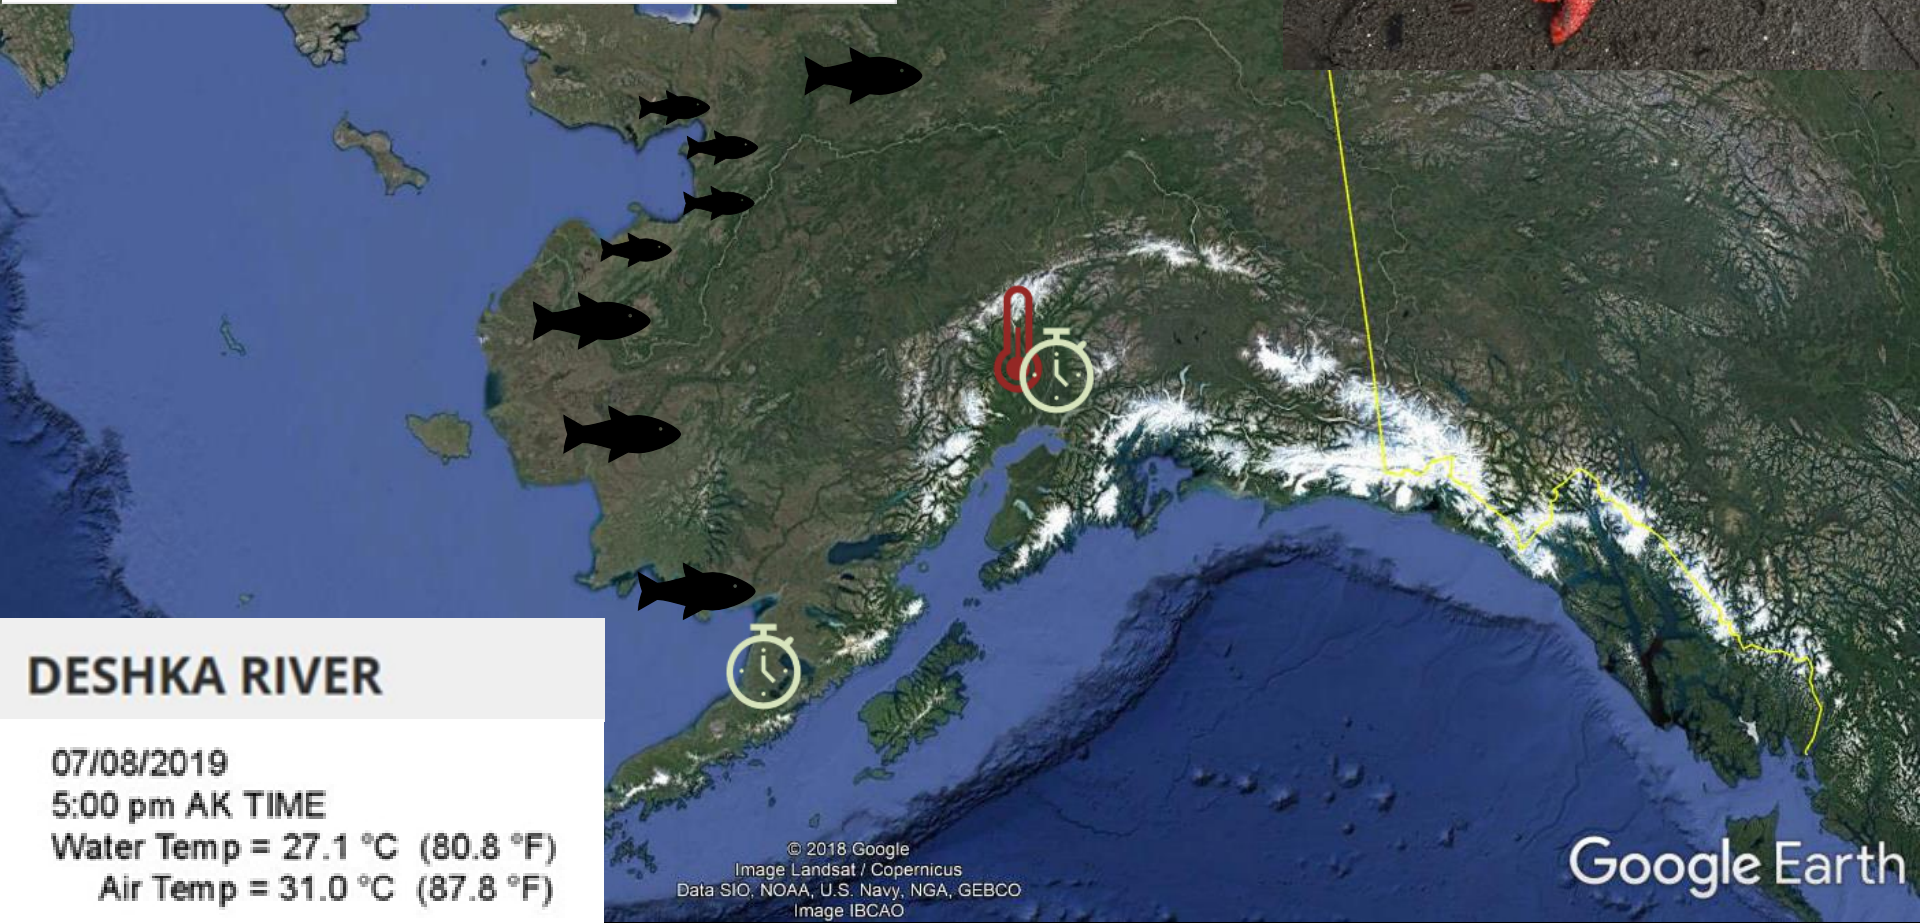 DESHKA RIVER
07/08/2019
5:00 pm AK TIME
Water Temp = 27.1 °C (80.8 °F)
Air Temp = 31.0 °C (87.8 °F)
© 2018 Google
Image Landsat / Copernicus
Data SIO, NOAA, U.S. Navy, NGA, GEBCO
Image IBCAO
Google Earth